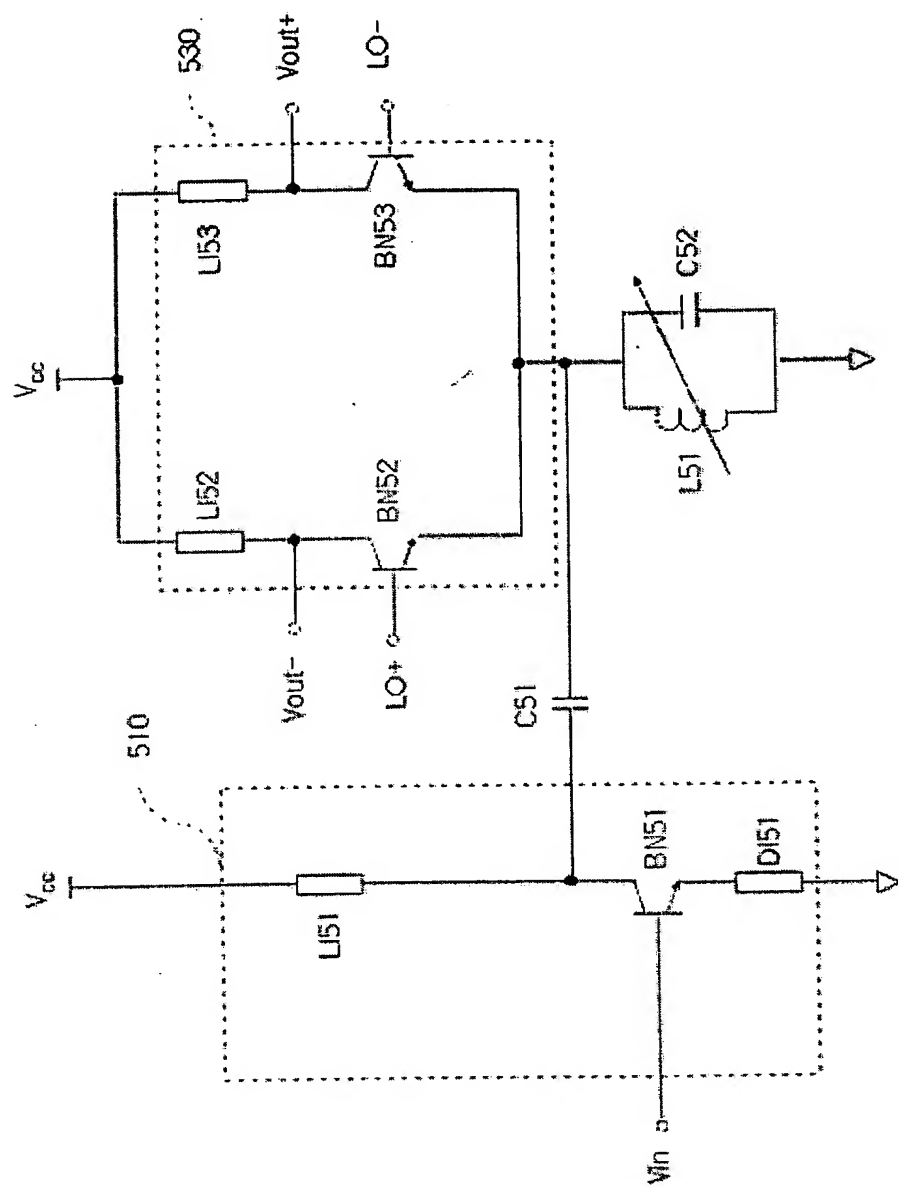 530
Vout+
LO-
Vcc
LI53
BN53
LI52
BN52
C52
L51
Vout-
LO+
C51
510
Vcc
LI51
BN51
DI51
Vin